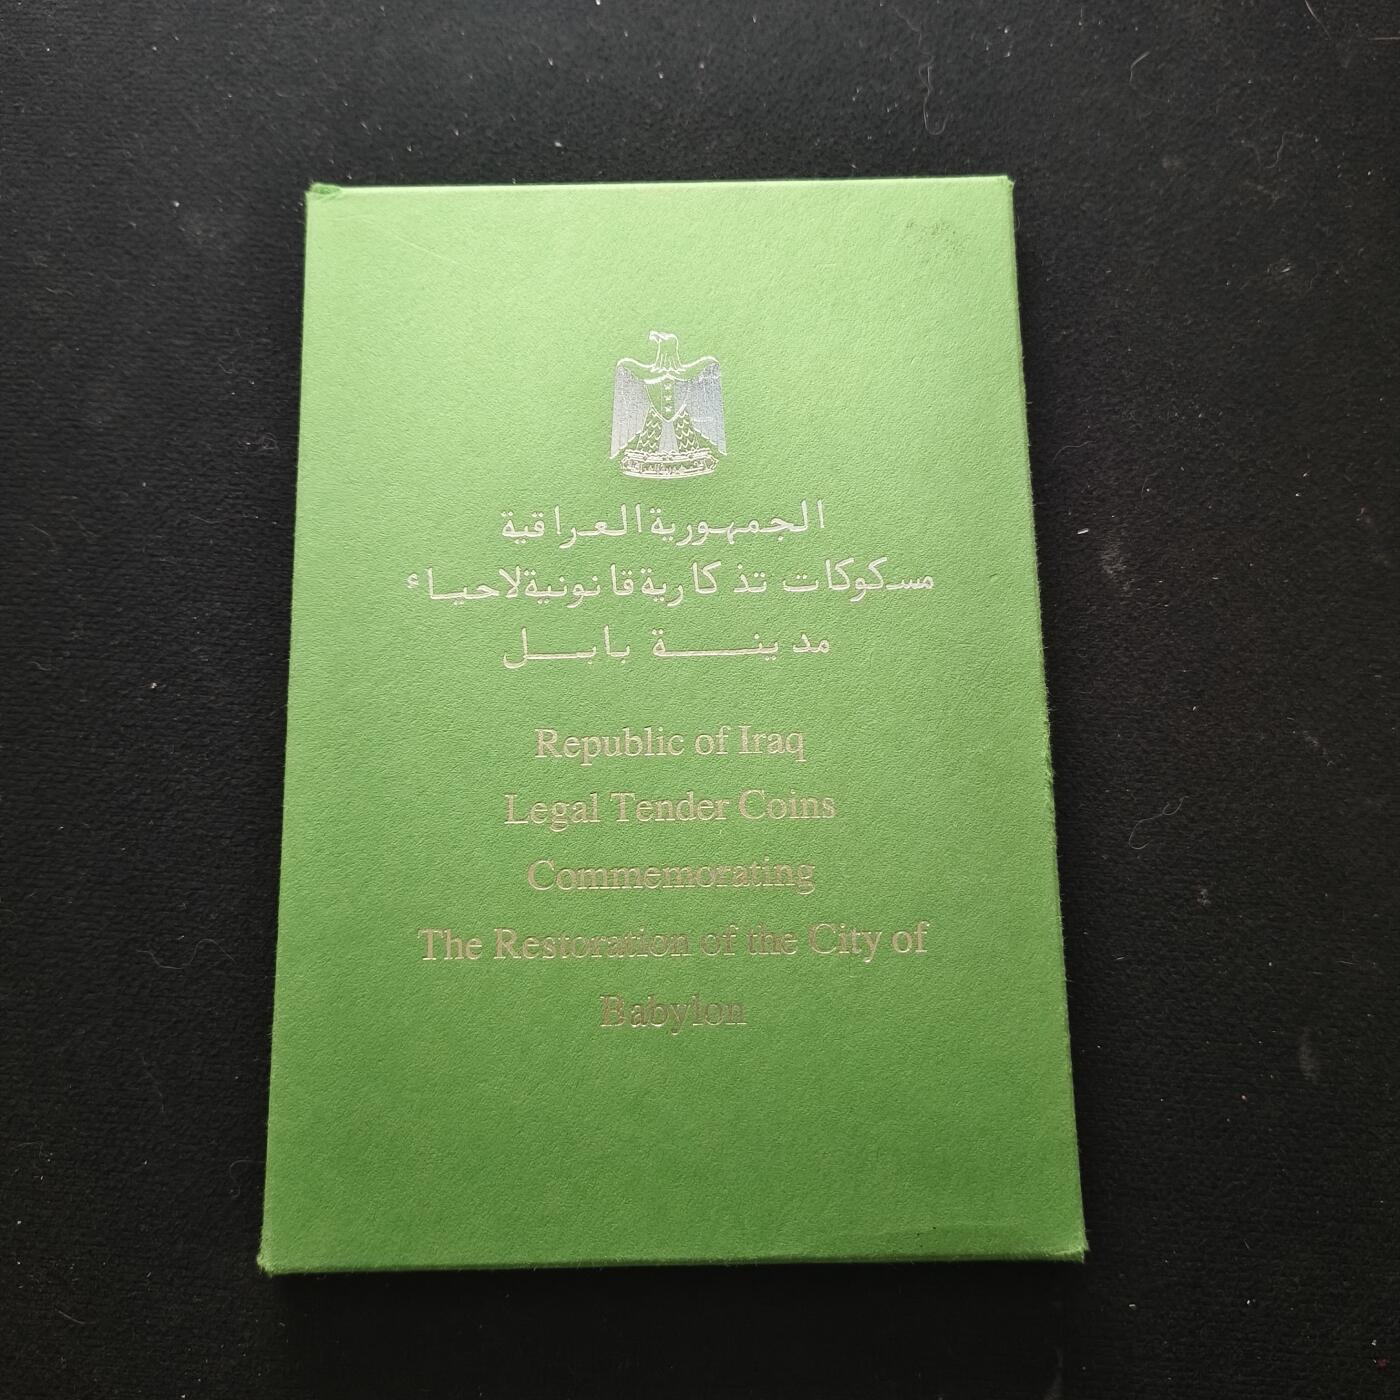 الجمهورية العراقية
مسكوكات تذكارية قانونية لاحياء
مدينة بابل
Republic of Iraq
Legal Tender Coins
Commemorating
The Restoration of the City of
Babylon